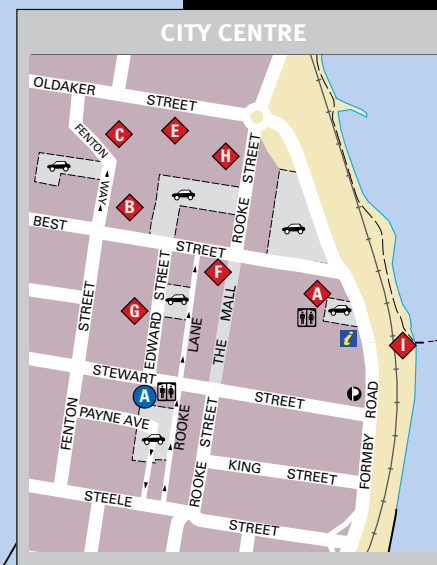 CITY CENTRE
OLDAKER STREET
C
E
H
FENTON WAY
B
ROOKE STREET
BEST STREET
F
A
G
STREET
EDWARD STREET
LANE
THE MALL
i
I
STEWART STREET
A
P
PAYNE AVE
FENTON
ROOKE
ROOKE STREET
FORMBY ROAD
KING STREET
STEELE STREET